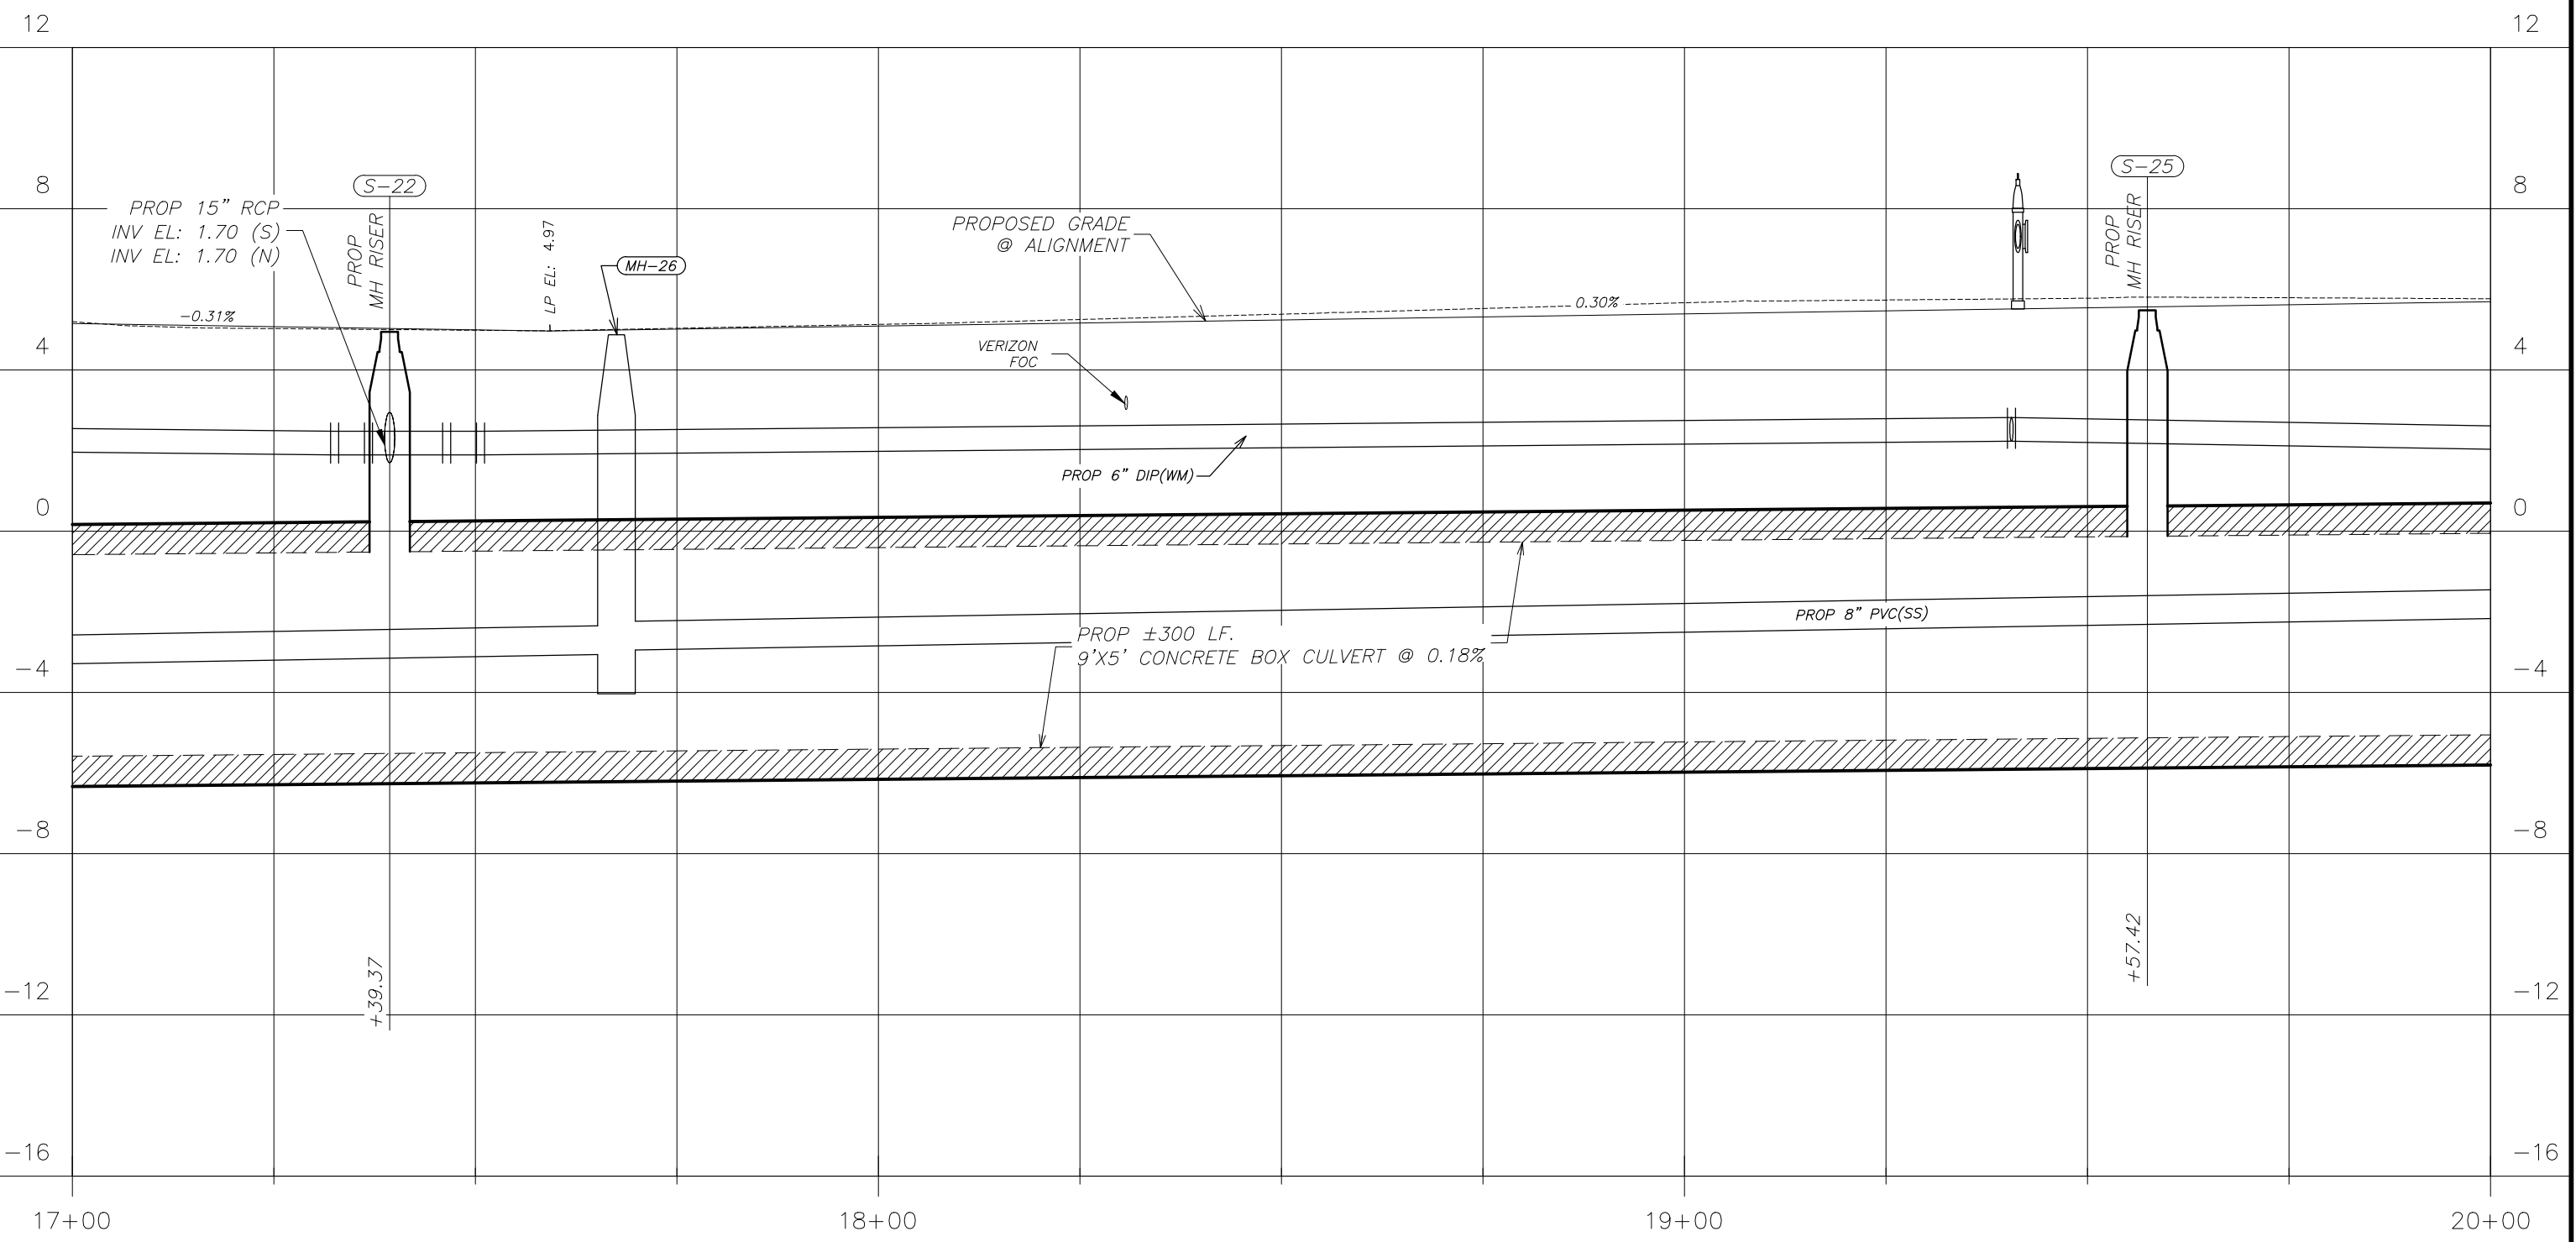 12
12
8
8
4
4
0
0
-4
-4
-8
-8
-12
-12
-16
-16
S-22
PROP 15" RCP
INV EL: 1.70 (S)
INV EL: 1.70 (N)
PROP
MH RISER
-0.31%
LP EL: 4.97
MH-26
PROPOSED GRADE
@ ALIGNMENT
0.30%
VERIZON
FOC
PROP 6" DIP(WM)
S-25
PROP
MH RISER
PROP 8" PVC(SS)
PROP ±300 LF.
9'X5' CONCRETE BOX CULVERT @ 0.18%
+39.37
+57.42
17+00
18+00
19+00
20+00